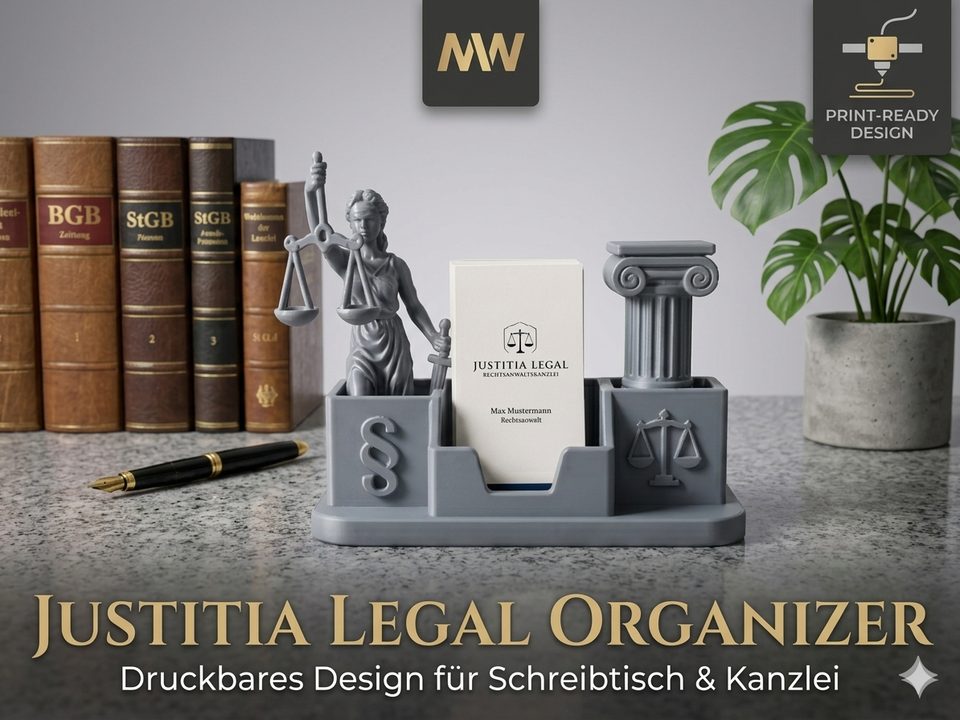 MW
PRINT-READY
DESIGN
BGB
Zeitung
1
StGB
2
StGB
3
JUSTITIA LEGAL
RECHTSANWALTSKANZLEI
Max Mustermann
Rechtsaowalt
§
JUSTITIA LEGAL ORGANIZER
Druckbares Design für Schreibtisch & Kanzlei